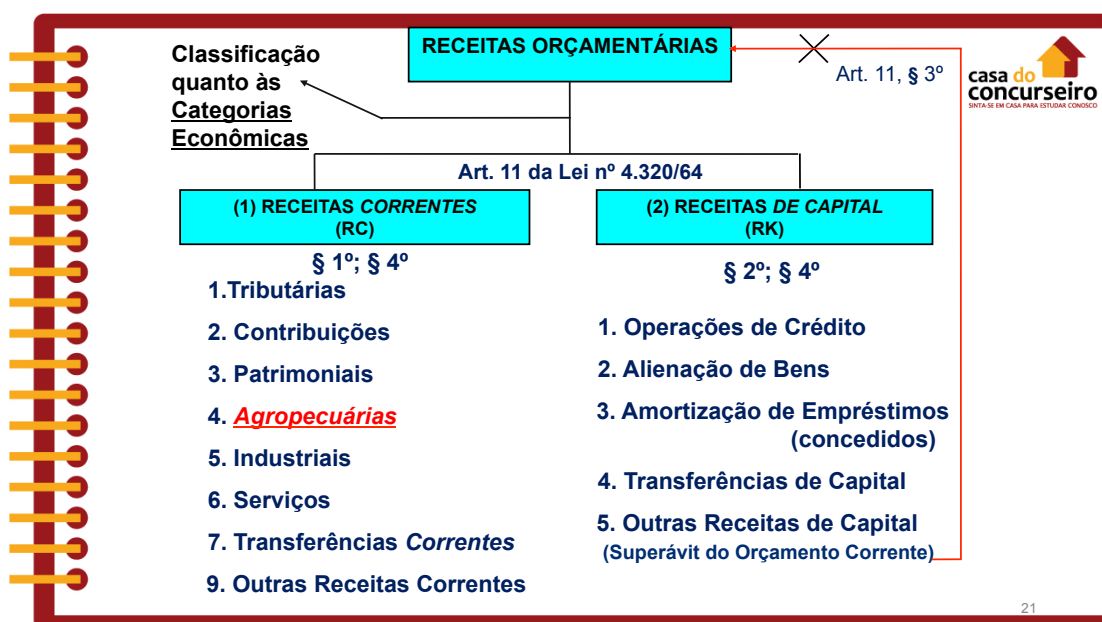 Classificação
quanto às
Categorias
Econômicas
RECEITAS ORÇAMENTÁRIAS
Art. 11, § 3º
casa do
concurseiro
SINTA-SE EM CASA PARA ESTUDAR CONOSCO
Art. 11 da Lei nº 4.320/64
(1) RECEITAS CORRENTES
(RC)
§ 1º; § 4º
1.Tributárias
2. Contribuições
3. Patrimoniais
4. Agropecuárias
5. Industriais
6. Serviços
7. Transferências Correntes
9. Outras Receitas Correntes
(2) RECEITAS DE CAPITAL
(RK)
§ 2º; § 4º
1. Operações de Crédito
2. Alienação de Bens
3. Amortização de Empréstimos
(concedidos)
4. Transferências de Capital
5. Outras Receitas de Capital
(Superávit do Orçamento Corrente)
21